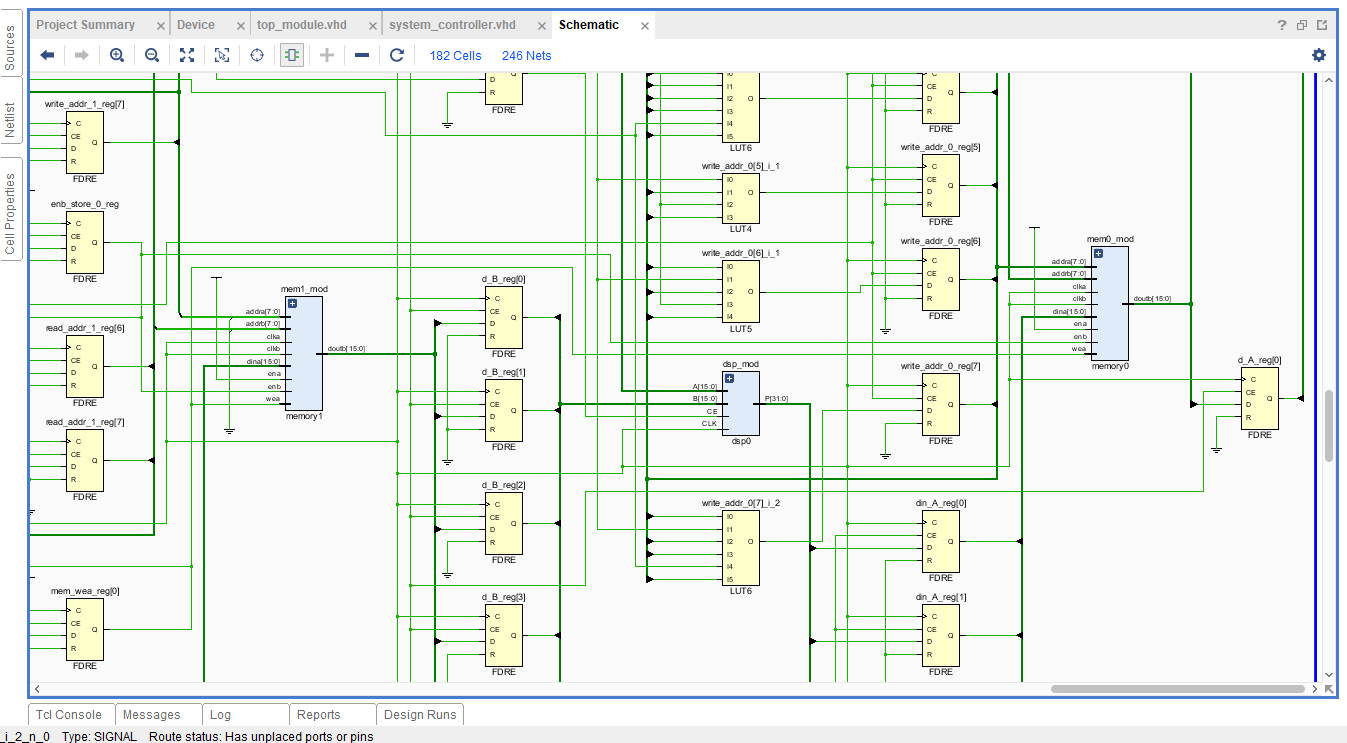 Project Summary
Device
top_module.vhd
system_controller.vhd
Schematic
182 Cells
246 Nets
Sources
Netlist
Cell Properties
write_addr_1_reg[7]
C
CE
D
R
Q
FDRE
enb_store_0_reg
C
CE
D
R
Q
FDRE
read_addr_1_reg[6]
C
CE
D
R
Q
FDRE
read_addr_1_reg[7]
C
CE
D
R
Q
FDRE
mem_wea_reg[0]
C
CE
D
R
Q
FDRE
mem1_mod
addra[7:0]
addrb[7:0]
clka
clkb
dina[15:0]
ena
enb
wea
doutb[15:0]
memory1
D
R
Q
FDRE
d_B_reg[0]
C
CE
D
R
Q
FDRE
d_B_reg[1]
C
CE
D
R
Q
FDRE
d_B_reg[2]
C
CE
D
R
Q
FDRE
d_B_reg[3]
C
CE
D
R
Q
FDRE
I0
I1
I2
I3
I4
I5
O
LUT6
write_addr_0[5]_i_1
I0
I1
I2
I3
O
LUT4
write_addr_0[6]_i_1
I0
I1
I2
I3
I4
O
LUT5
dsp_mod
A[15:0]
B[15:0]
CE
CLK
P[31:0]
dsp0
write_addr_0[7]_i_2
I0
I1
I2
I3
I4
I5
O
LUT6
C
CE
D
R
Q
FDRE
write_addr_0_reg[5]
C
CE
D
R
Q
FDRE
write_addr_0_reg[6]
C
CE
D
R
Q
FDRE
write_addr_0_reg[7]
C
CE
D
R
Q
FDRE
din_A_reg[0]
C
CE
D
R
Q
FDRE
din_A_reg[1]
C
CE
D
R
Q
FDRE
mem0_mod
addra[7:0]
addrb[7:0]
clka
clkb
dina[15:0]
ena
enb
wea
doutb[15:0]
memory0
d_A_reg[0]
C
CE
D
R
Q
FDRE
Tcl Console
Messages
Log
Reports
Design Runs
_i_2_n_0 Type: SIGNAL Route status: Has unplaced ports or pins